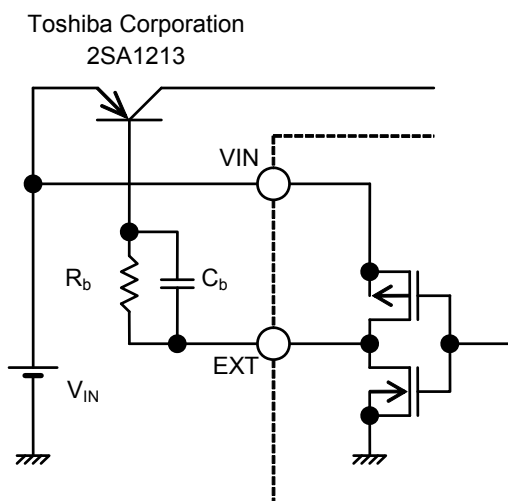 Toshiba Corporation
2SA1213
VIN
Rb
Cb
EXT
VIN